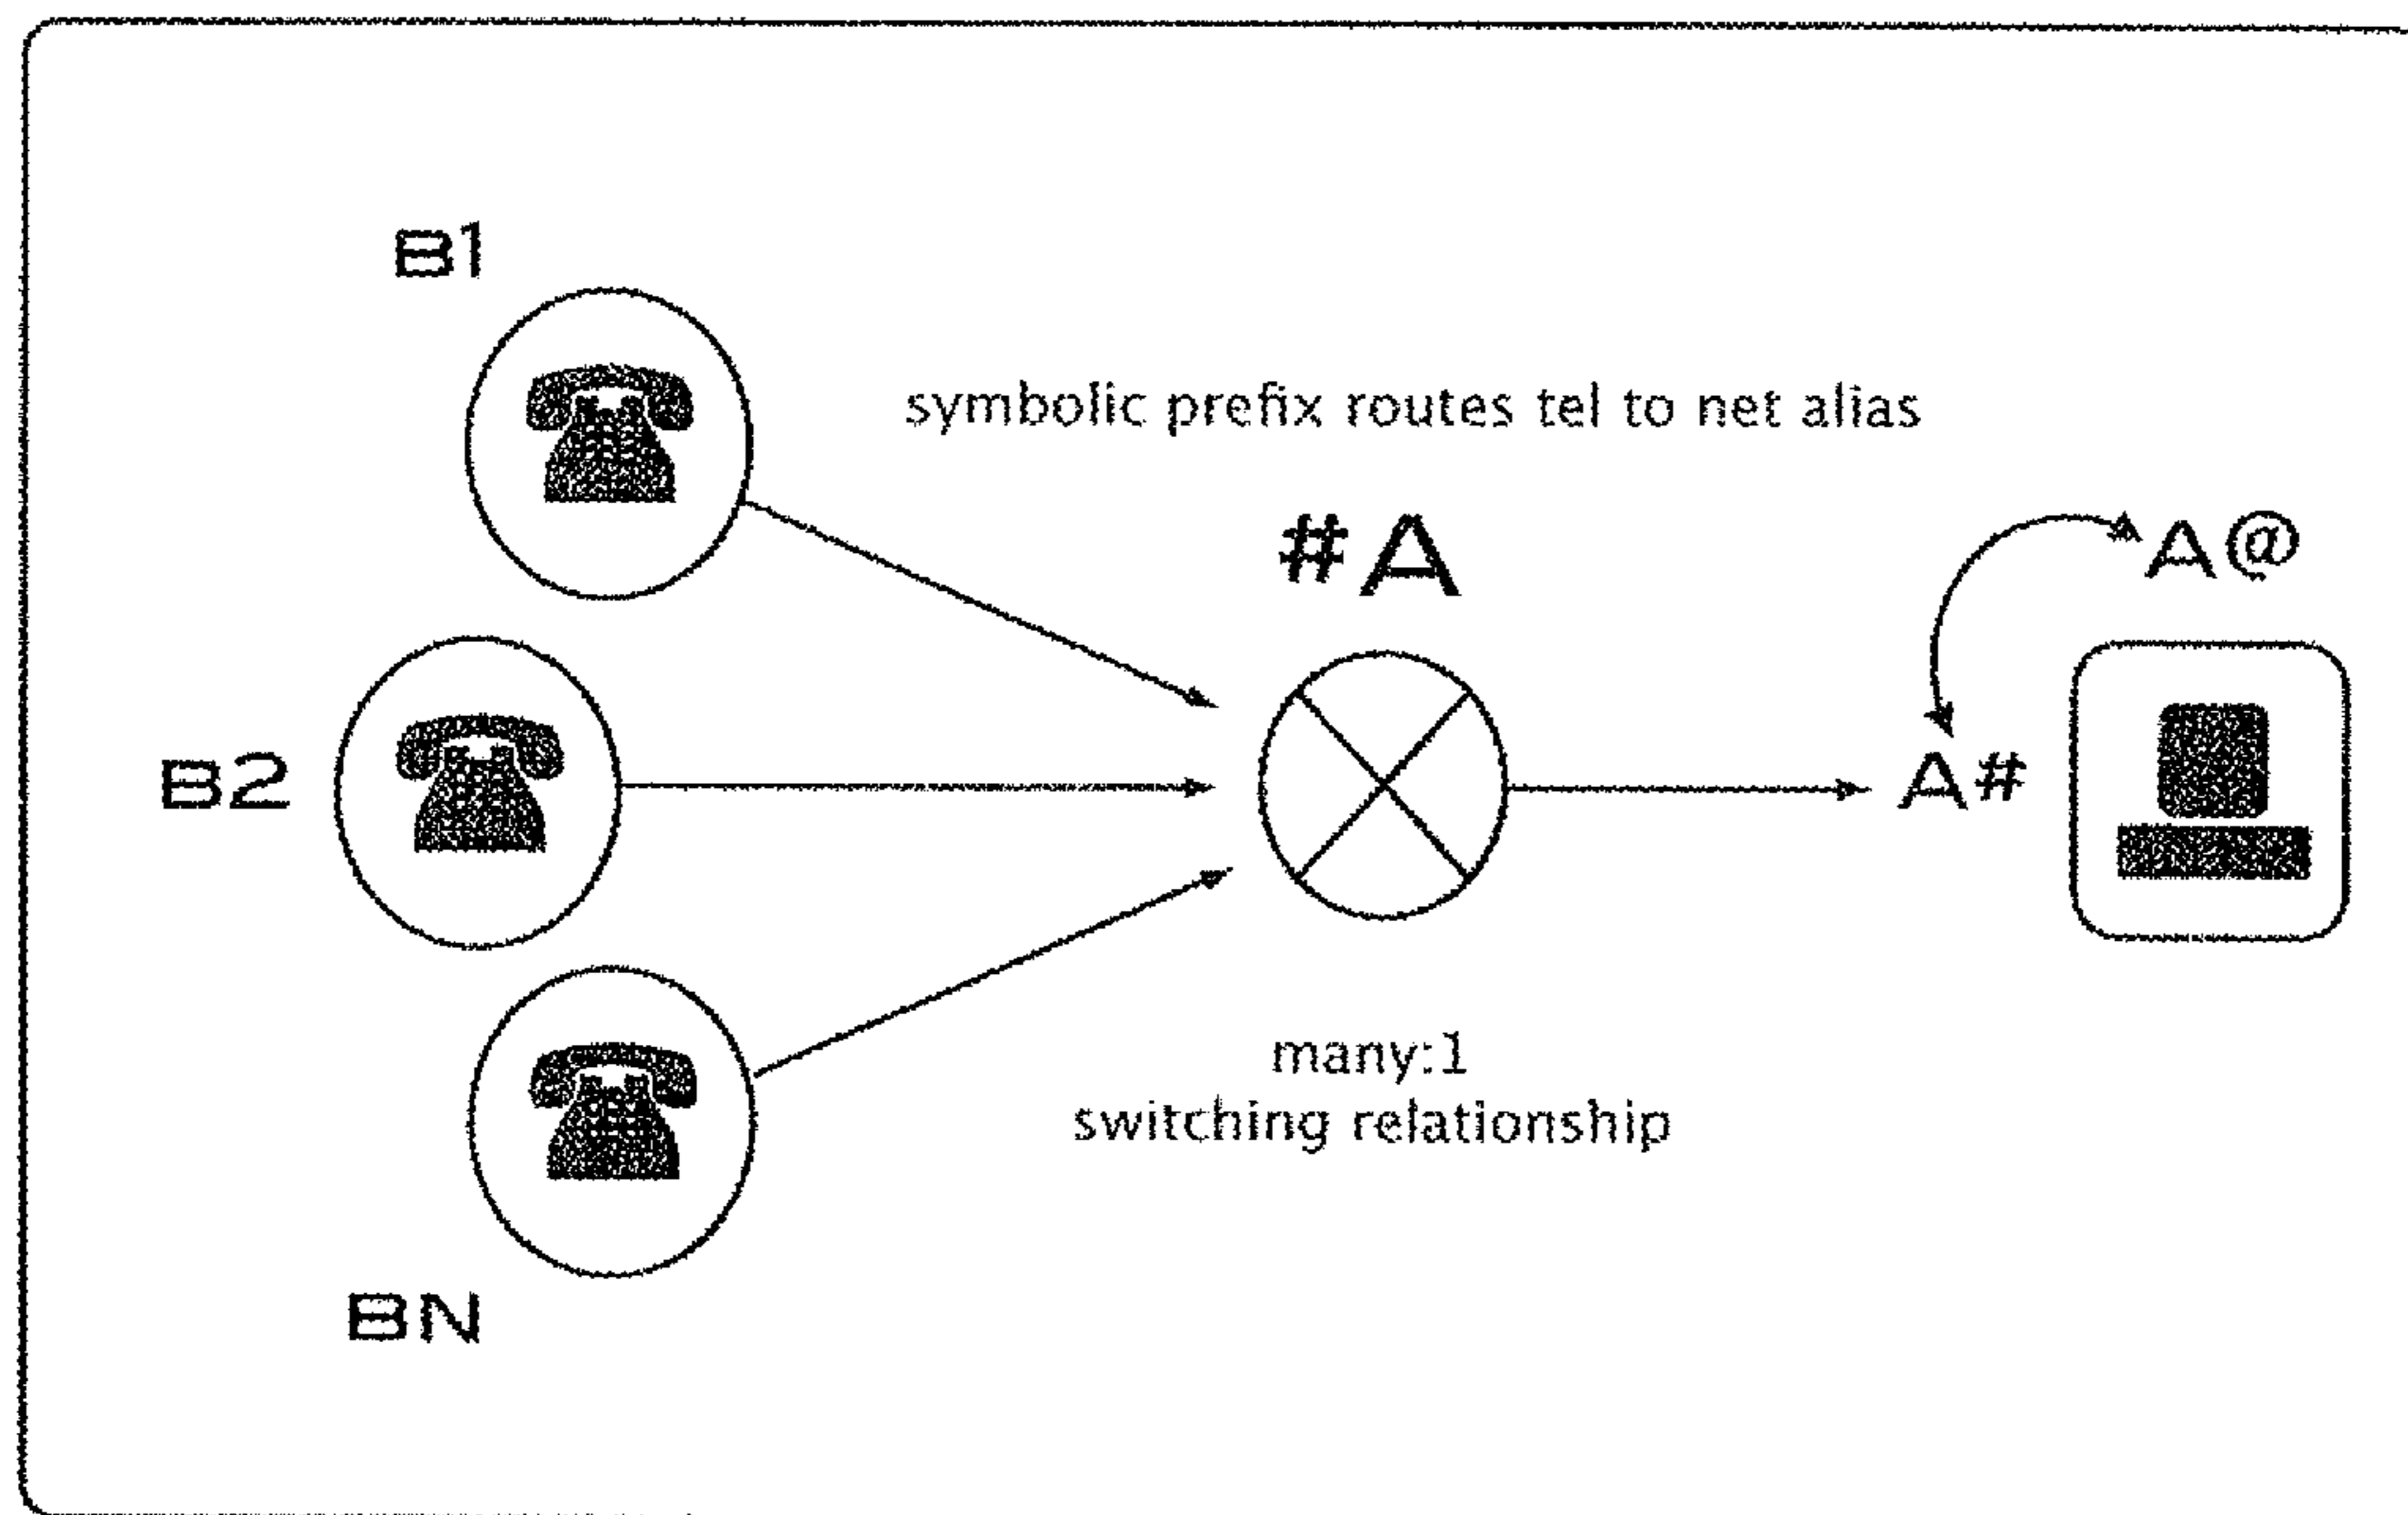 B1
symbolic prefix routes tel to net alias
#A
A@
B2
A#
many:1
switching relationship
BN